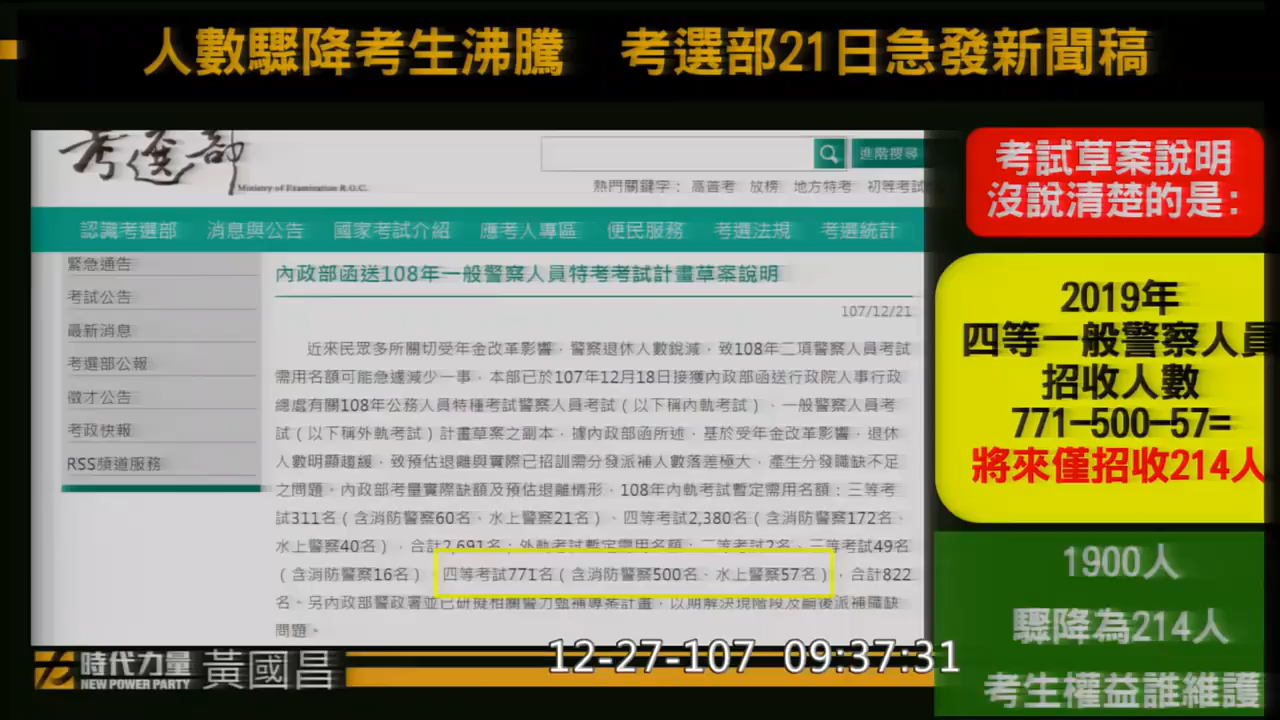 人數驟降考生沸騰　考選部21日急發新聞稿
考選部
Ministry of Examination R.O.C.
進階搜尋
熱門關鍵字： 高普考 放榜 地方特考 初等考試
認識考選部 消息與公告 國家考試介紹 應考人專區 便民服務 考選法規 考選統計
緊急通告
考試公告
最新消息
考選部公報
徵才公告
考政快報
RSS頻道服務
內政部函送108年一般警察人員特考考試計畫草案說明
107/12/21
近來民眾多所關切受年金改革影響，警察退休人數銳減，致108年二項警察人員考試
需用名額可能急遽減少一事，本部已於107年12月18日接獲內政部函送行政院人事行政
總處有關108年公務人員特種考試警察人員考試（以下稱內軌考試）、一般警察人員考
試（以下稱外軌考試）計畫草案之副本，據內政部函所述，基於受年金改革影響，退休
人數明顯趨緩，致預估退離與實際已招訓需分發派補人數落差極大，產生分發職缺不足
之問題。內政部考量實際缺額及預估退離情形，108年內軌考試暫定需用名額：三等考
試311名（含消防警察60名、水上警察21名）、四等考試2,380名（含消防警察172名、
水上警察40名），合計2,691名；外軌考試暫定需用名額：二等考試2名、三等考試49名
（含消防警察16名） 四等考試771名（含消防警察500名、水上警察57名），合計822
名。另內政部警政署並已研擬相關警力甄補專案計畫，以期解決現階段及嗣後派補職缺
問題。
考試草案說明
沒說清楚的是：
2019年
四等一般警察人員
招收人數
771-500-57=
將來僅招收214人
1900人
驟降為214人
考生權益誰維護
時代力量 黃國昌
NEW POWER PARTY
12-27-107 09:37:31